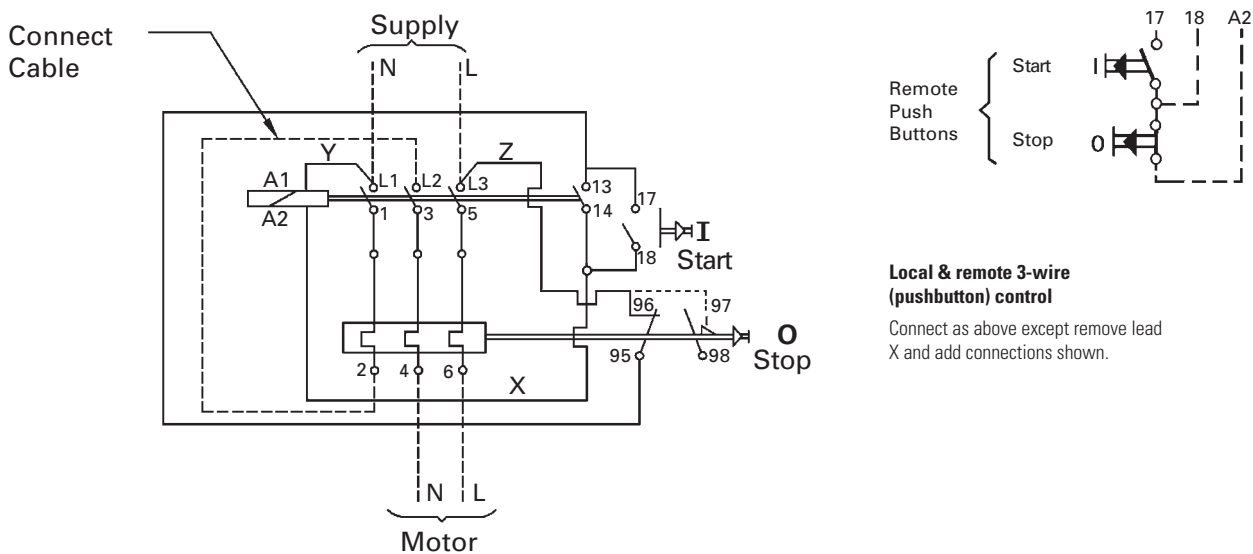 Connect
Cable
Supply
N L
Y Z
A1 L1 L2 L3 13
A2 1 3 5 14 17
I
18
Start
96 97
O
95 98 Stop
2 4 6
X
N L
Motor
17 18 A2
Remote
Push
Buttons
Start I
Stop O
Local & remote 3-wire
(pushbutton) control
Connect as above except remove lead
X and add connections shown.